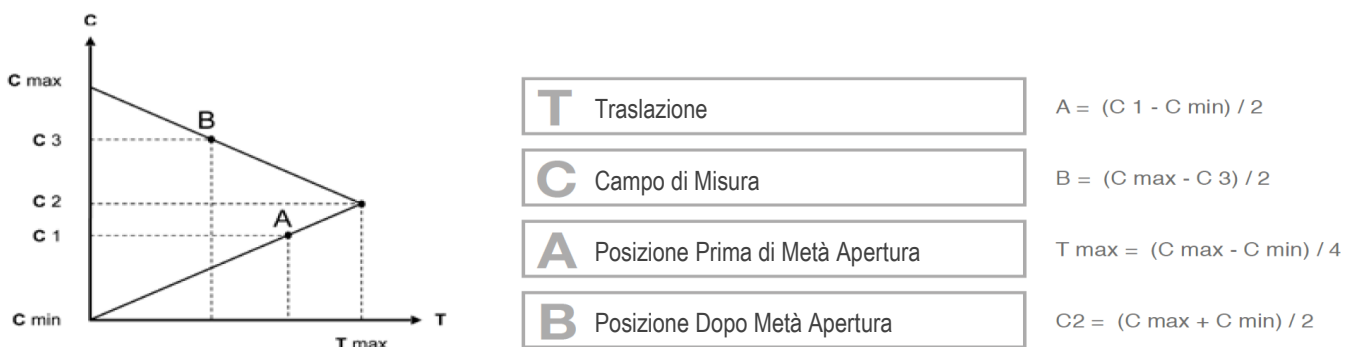 C
C max
B
C 3
C 2
A
C 1
C min
T
T max
T Traslazione
A = (C 1 - C min) / 2
C Campo di Misura
B = (C max - C 3) / 2
A Posizione Prima di Metà Apertura
T max = (C max - C min) / 4
B Posizione Dopo Metà Apertura
C2 = (C max + C min) / 2